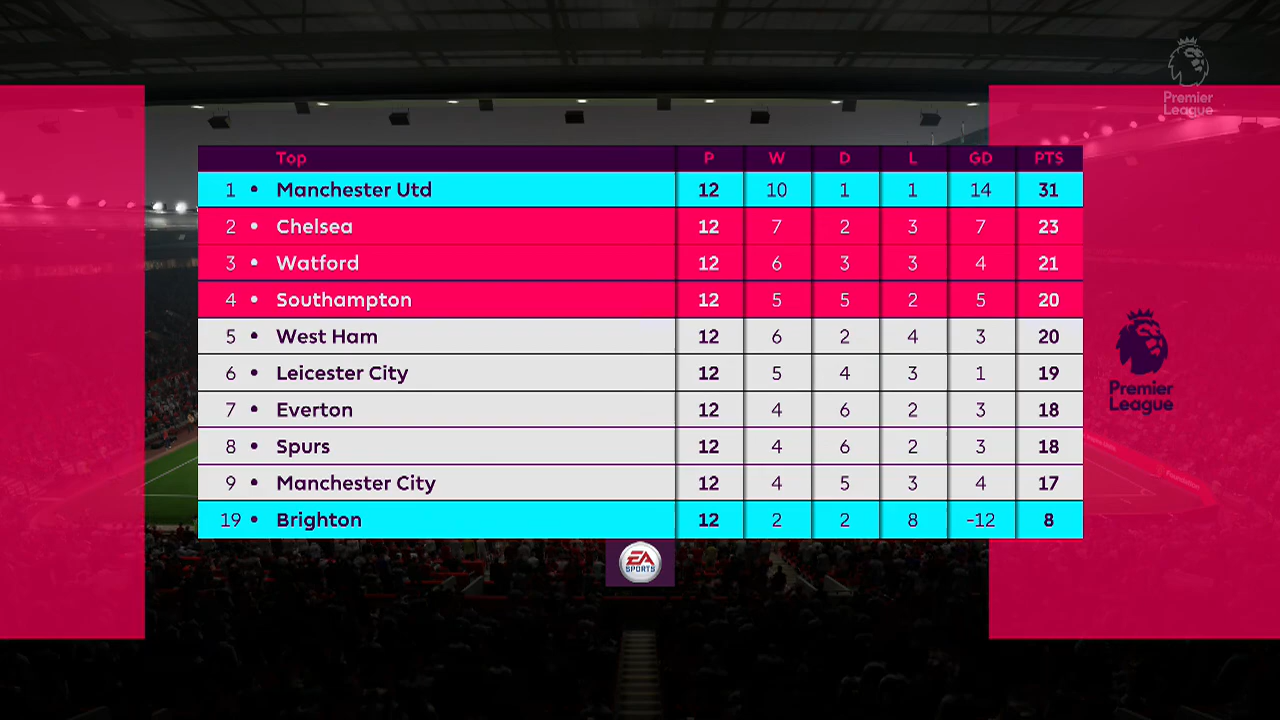 Premier
League
Top P W D L GD PTS
1 • Manchester Utd 12 10 1 1 14 31
2 • Chelsea 12 7 2 3 7 23
3 • Watford 12 6 3 3 4 21
4 • Southampton 12 5 5 2 5 20
5 • West Ham 12 6 2 4 3 20
6 • Leicester City 12 5 4 3 1 19
7 • Everton 12 4 6 2 3 18
8 • Spurs 12 4 6 2 3 18
9 • Manchester City 12 4 5 3 4 17
19 • Brighton 12 2 2 8 -12 8
Premier
League
EA
SPORTS